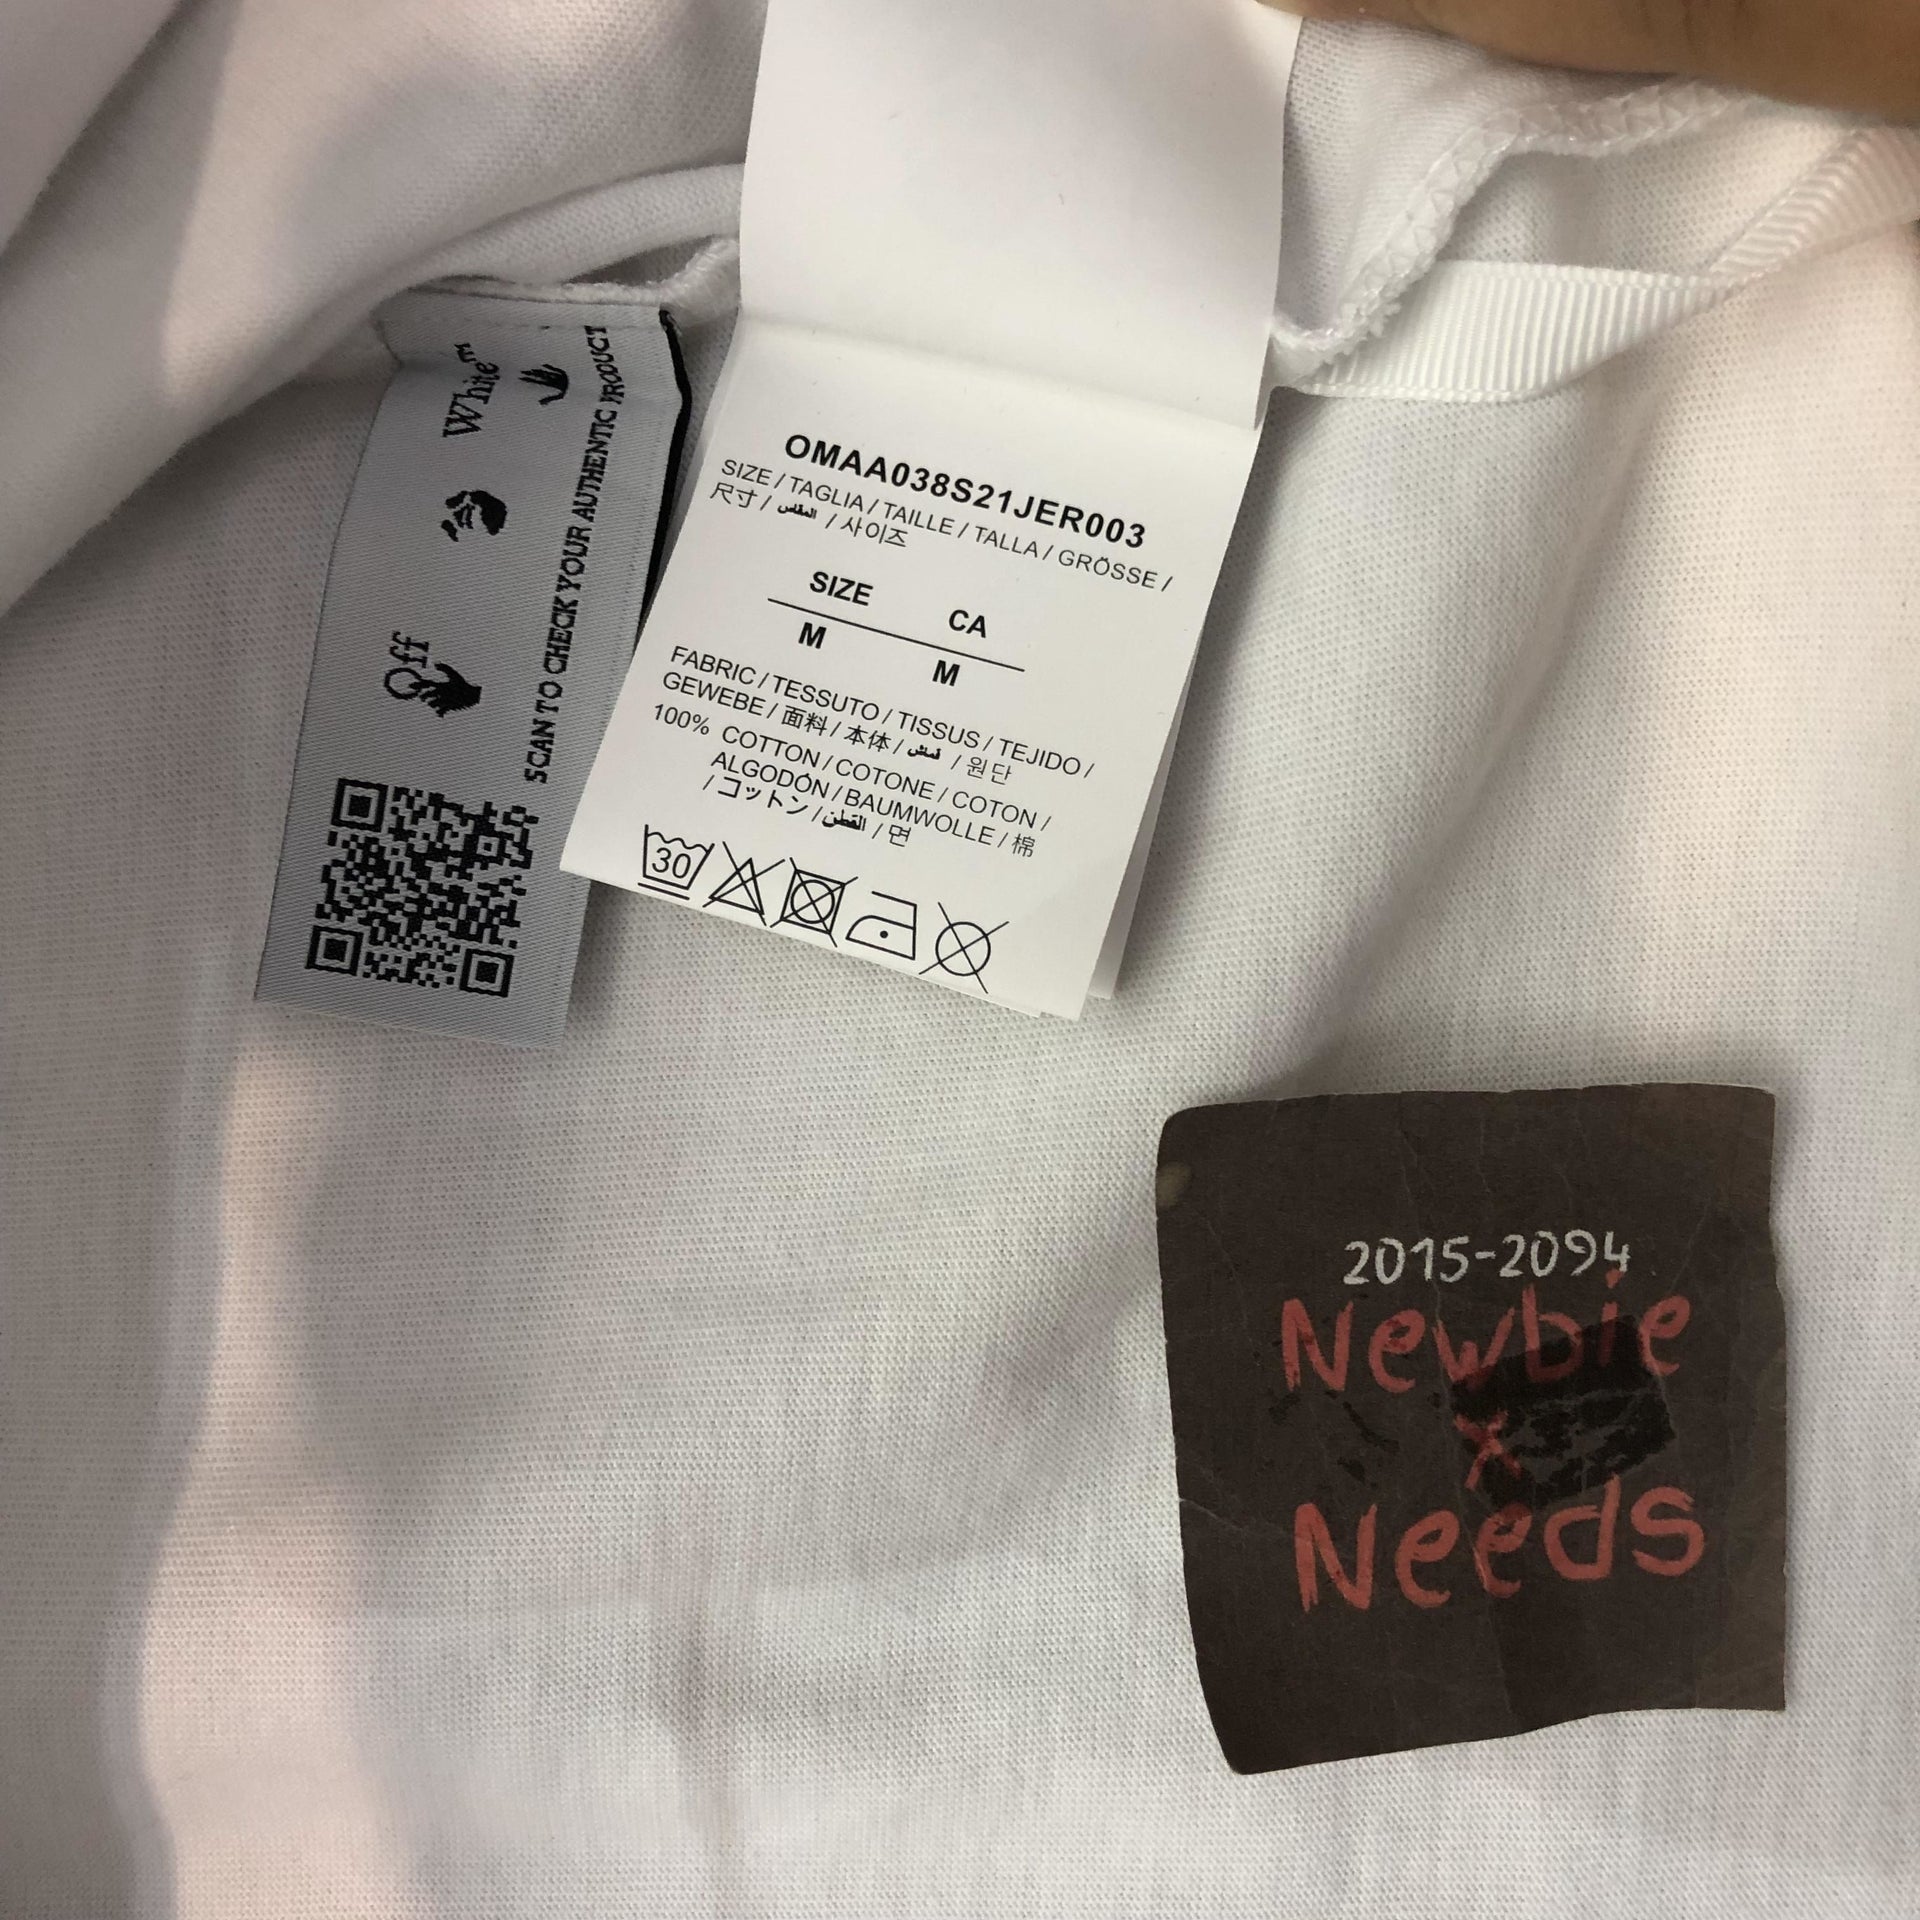 Off White™
SCAN TO CHECK YOUR AUTHENTIC PRODUCT
OMAA038S21JER003
SIZE / TAGLIA / TAILLE / TALLA / GRÖSSE /
尺寸 / المقاس / 사이즈
SIZE CA
M M
FABRIC / TESSUTO / TISSUS / TEJIDO /
GEWEBE / 面料 / 本体 / قماش / 원단
100% COTTON / COTONE / COTON /
ALGODÓN / BAUMWOLLE / 棉
/ コットン / القطن / 면
30
2015-2094
Newbie
x
Needs